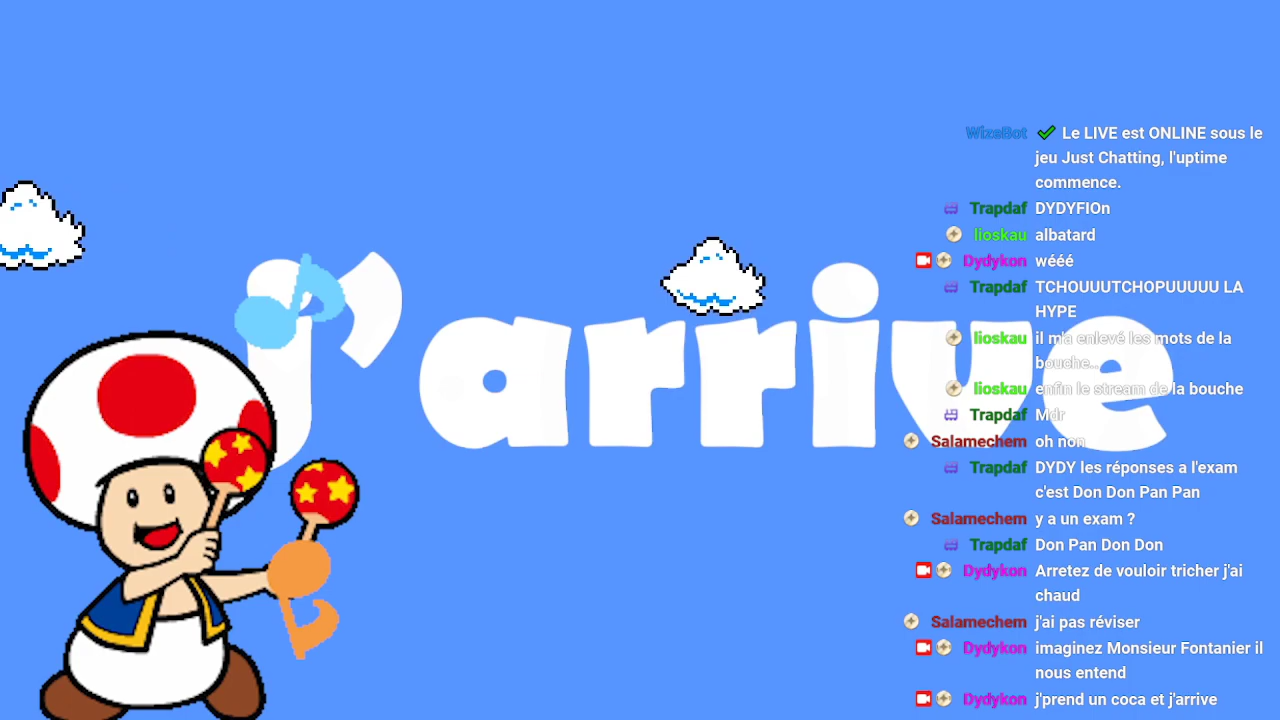 J'arrive
WizeBot ✔ Le LIVE est ONLINE sous le
jeu Just Chatting, l'uptime
commence.
Trapdaf DYDYFIOn
lioskau albatard
Dydykon wééé
Trapdaf TCHOUUUTCHOPUUUUU LA
HYPE
lioskau il m'a enlevé les mots de la
bouche...
lioskau enfin le stream de la bouche
Trapdaf Mdr
Salamechem oh non
Trapdaf DYDY les réponses a l'exam
c'est Don Don Pan Pan
Salamechem y a un exam ?
Trapdaf Don Pan Don Don
Dydykon Arretez de vouloir tricher j'ai
chaud
Salamechem j'ai pas réviser
Dydykon imaginez Monsieur Fontanier il
nous entend
Dydykon j'prend un coca et j'arrive